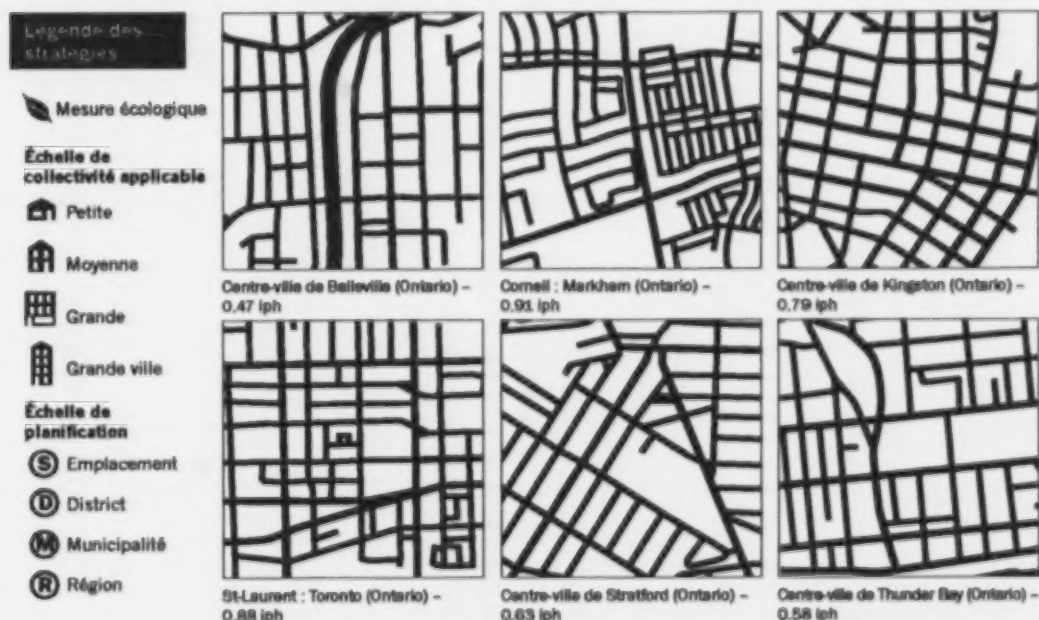 Légende des
stratégies
Mesure écologique
Échelle de
collectivité applicable
Petite
Moyenne
Grande
Grande ville
Échelle de
planification
S Emplacement
D District
M Municipalité
R Région
Centre-ville de Belleville (Ontario) –
0.47 iph
Cornell : Markham (Ontario) –
0.91 iph
Centre-ville de Kingston (Ontario) –
0.79 iph
St-Laurent : Toronto (Ontario) –
0.88 iph
Centre-ville de Stratford (Ontario) –
0.63 iph
Centre-ville de Thunder Bay (Ontario) –
0.58 iph